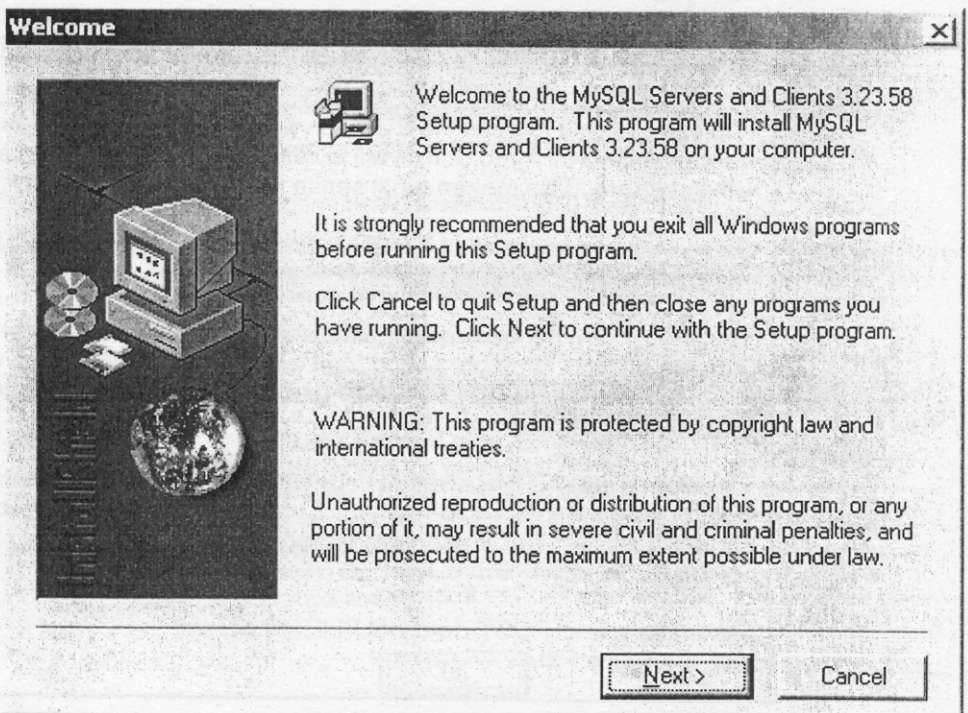 Welcome
Welcome to the MySQL Servers and Clients 3.23.58
Setup program. This program will install MySQL
Servers and Clients 3.23.58 on your computer.
It is strongly recommended that you exit all Windows programs
before running this Setup program.
Click Cancel to quit Setup and then close any programs you
have running. Click Next to continue with the Setup program.
WARNING: This program is protected by copyright law and
international treaties.
Unauthorized reproduction or distribution of this program, or any
portion of it, may result in severe civil and criminal penalties, and
will be prosecuted to the maximum extent possible under law.
InstallShield
Next >
Cancel